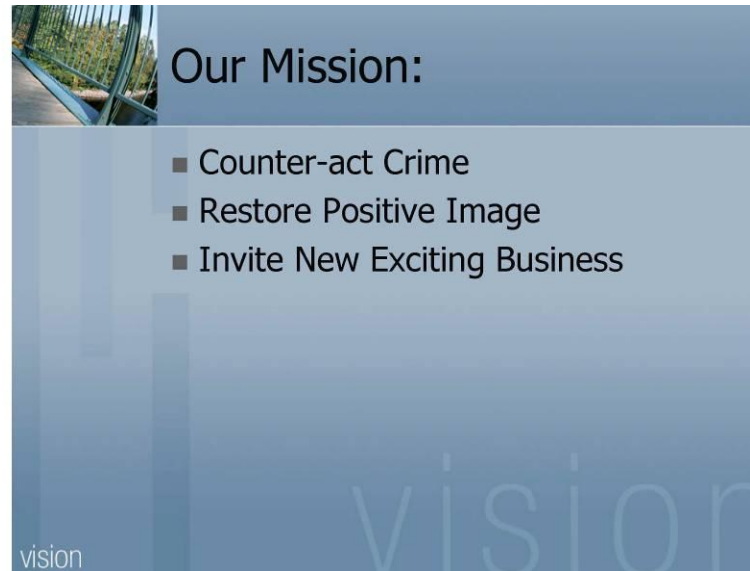 Our Mission:
Counter-act Crime
Restore Positive Image
Invite New Exciting Business
vision
vision